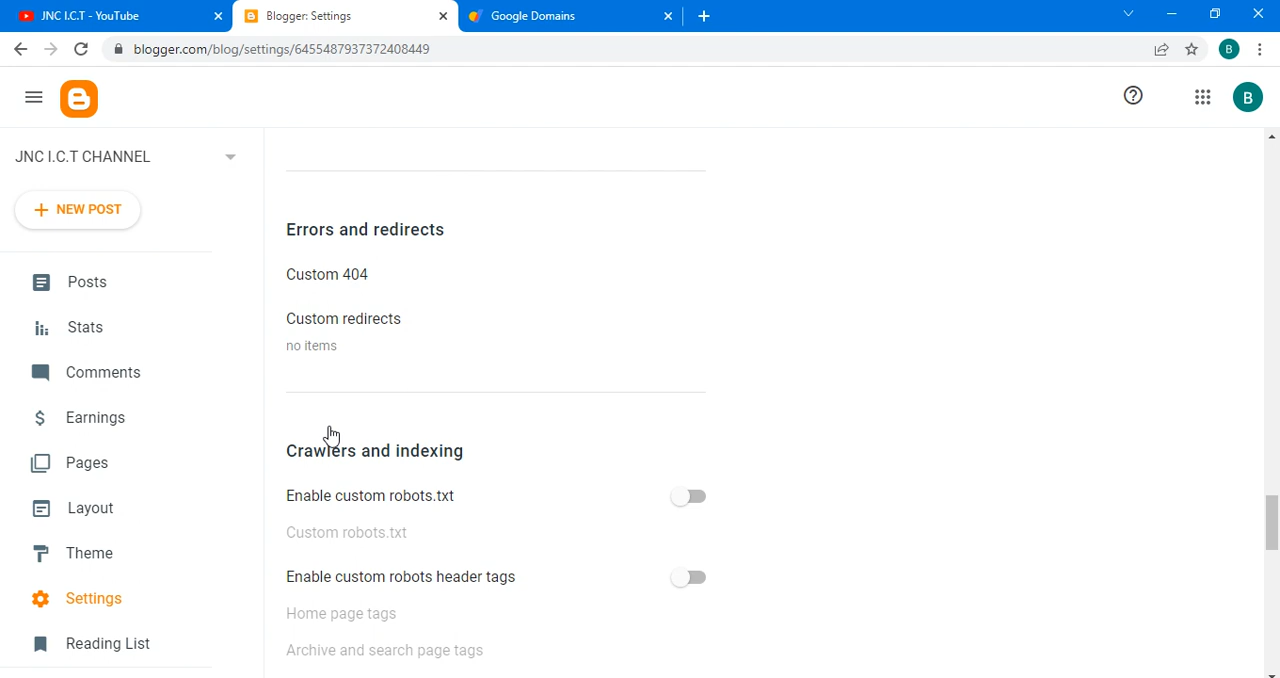 JNC I.C.T - YouTube
Blogger: Settings
Google Domains
blogger.com/blog/settings/6455487937372408449
B
B
JNC I.C.T CHANNEL
NEW POST
Posts
Stats
Comments
Earnings
Pages
Layout
Theme
Settings
Reading List
Errors and redirects
Custom 404
Custom redirects
no items
Crawlers and indexing
Enable custom robots.txt
Custom robots.txt
Enable custom robots header tags
Home page tags
Archive and search page tags